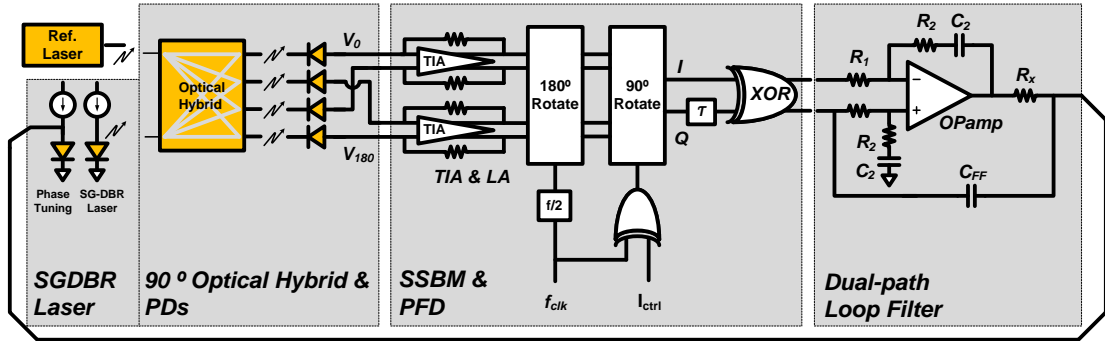 Ref.
Laser
Optical
Hybrid
V0
V180
TIA
TIA
TIA & LA
180º
Rotate
90º
Rotate
f/2
I
Q
τ
XOR
R1
R2
C2
−
+
OPamp
R2
C2
Rx
CFF
Phase
Tuning
SG-DBR
Laser
fclk
Ictrl
SGDBR
Laser
90 º Optical Hybrid &
PDs
SSBM &
PFD
Dual-path
Loop Filter